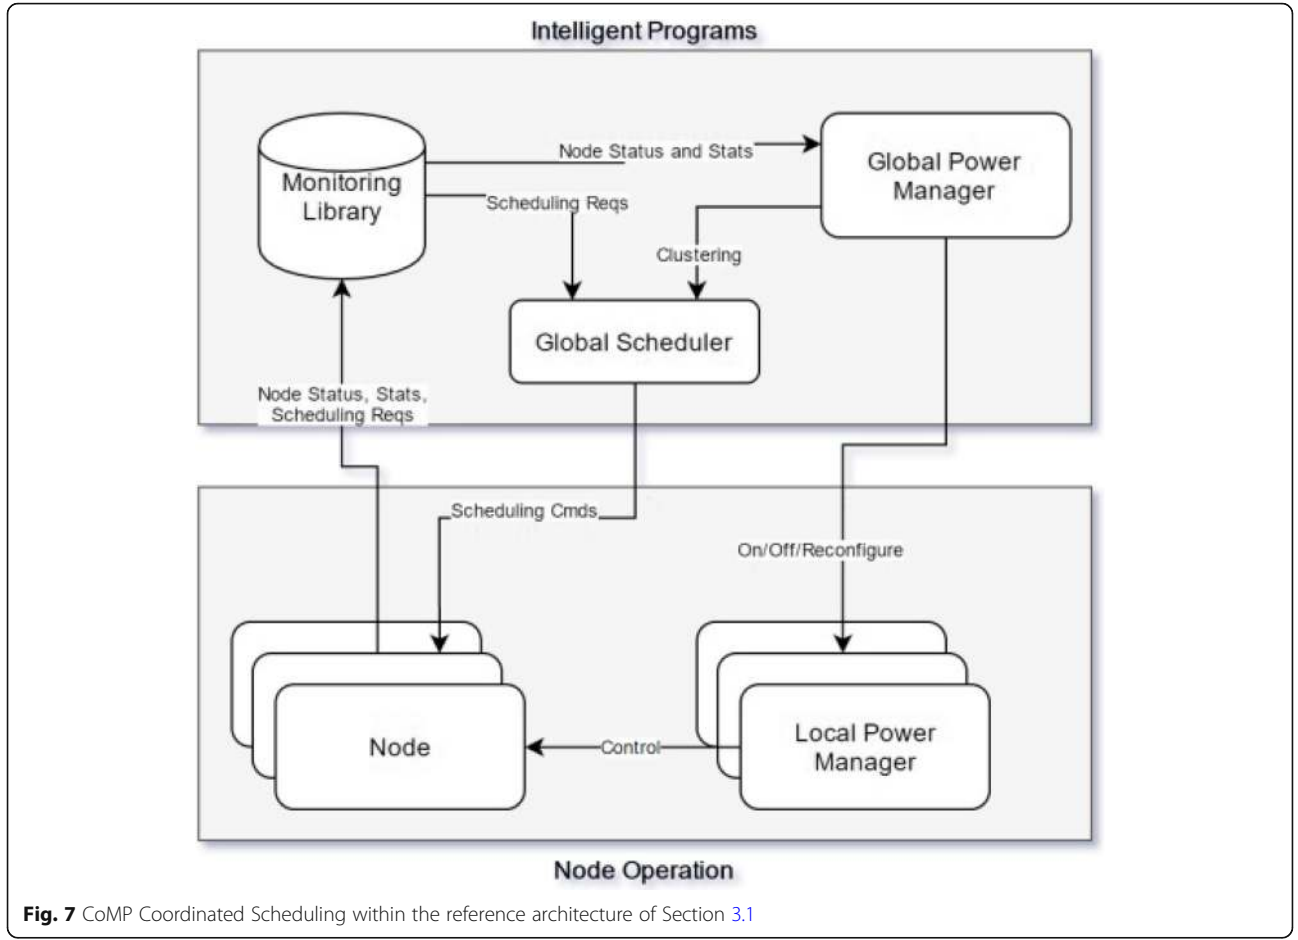 Intelligent Programs
Node Status and Stats
Global Power
Manager
Monitoring
Library
Scheduling Reqs
Clustering
Global Scheduler
Node Status, Stats,
Scheduling Reqs
Scheduling Cmds
On/Off/Reconfigure
Node
Control
Local Power
Manager
Node Operation
Fig. 7 CoMP Coordinated Scheduling within the reference architecture of Section 3.1